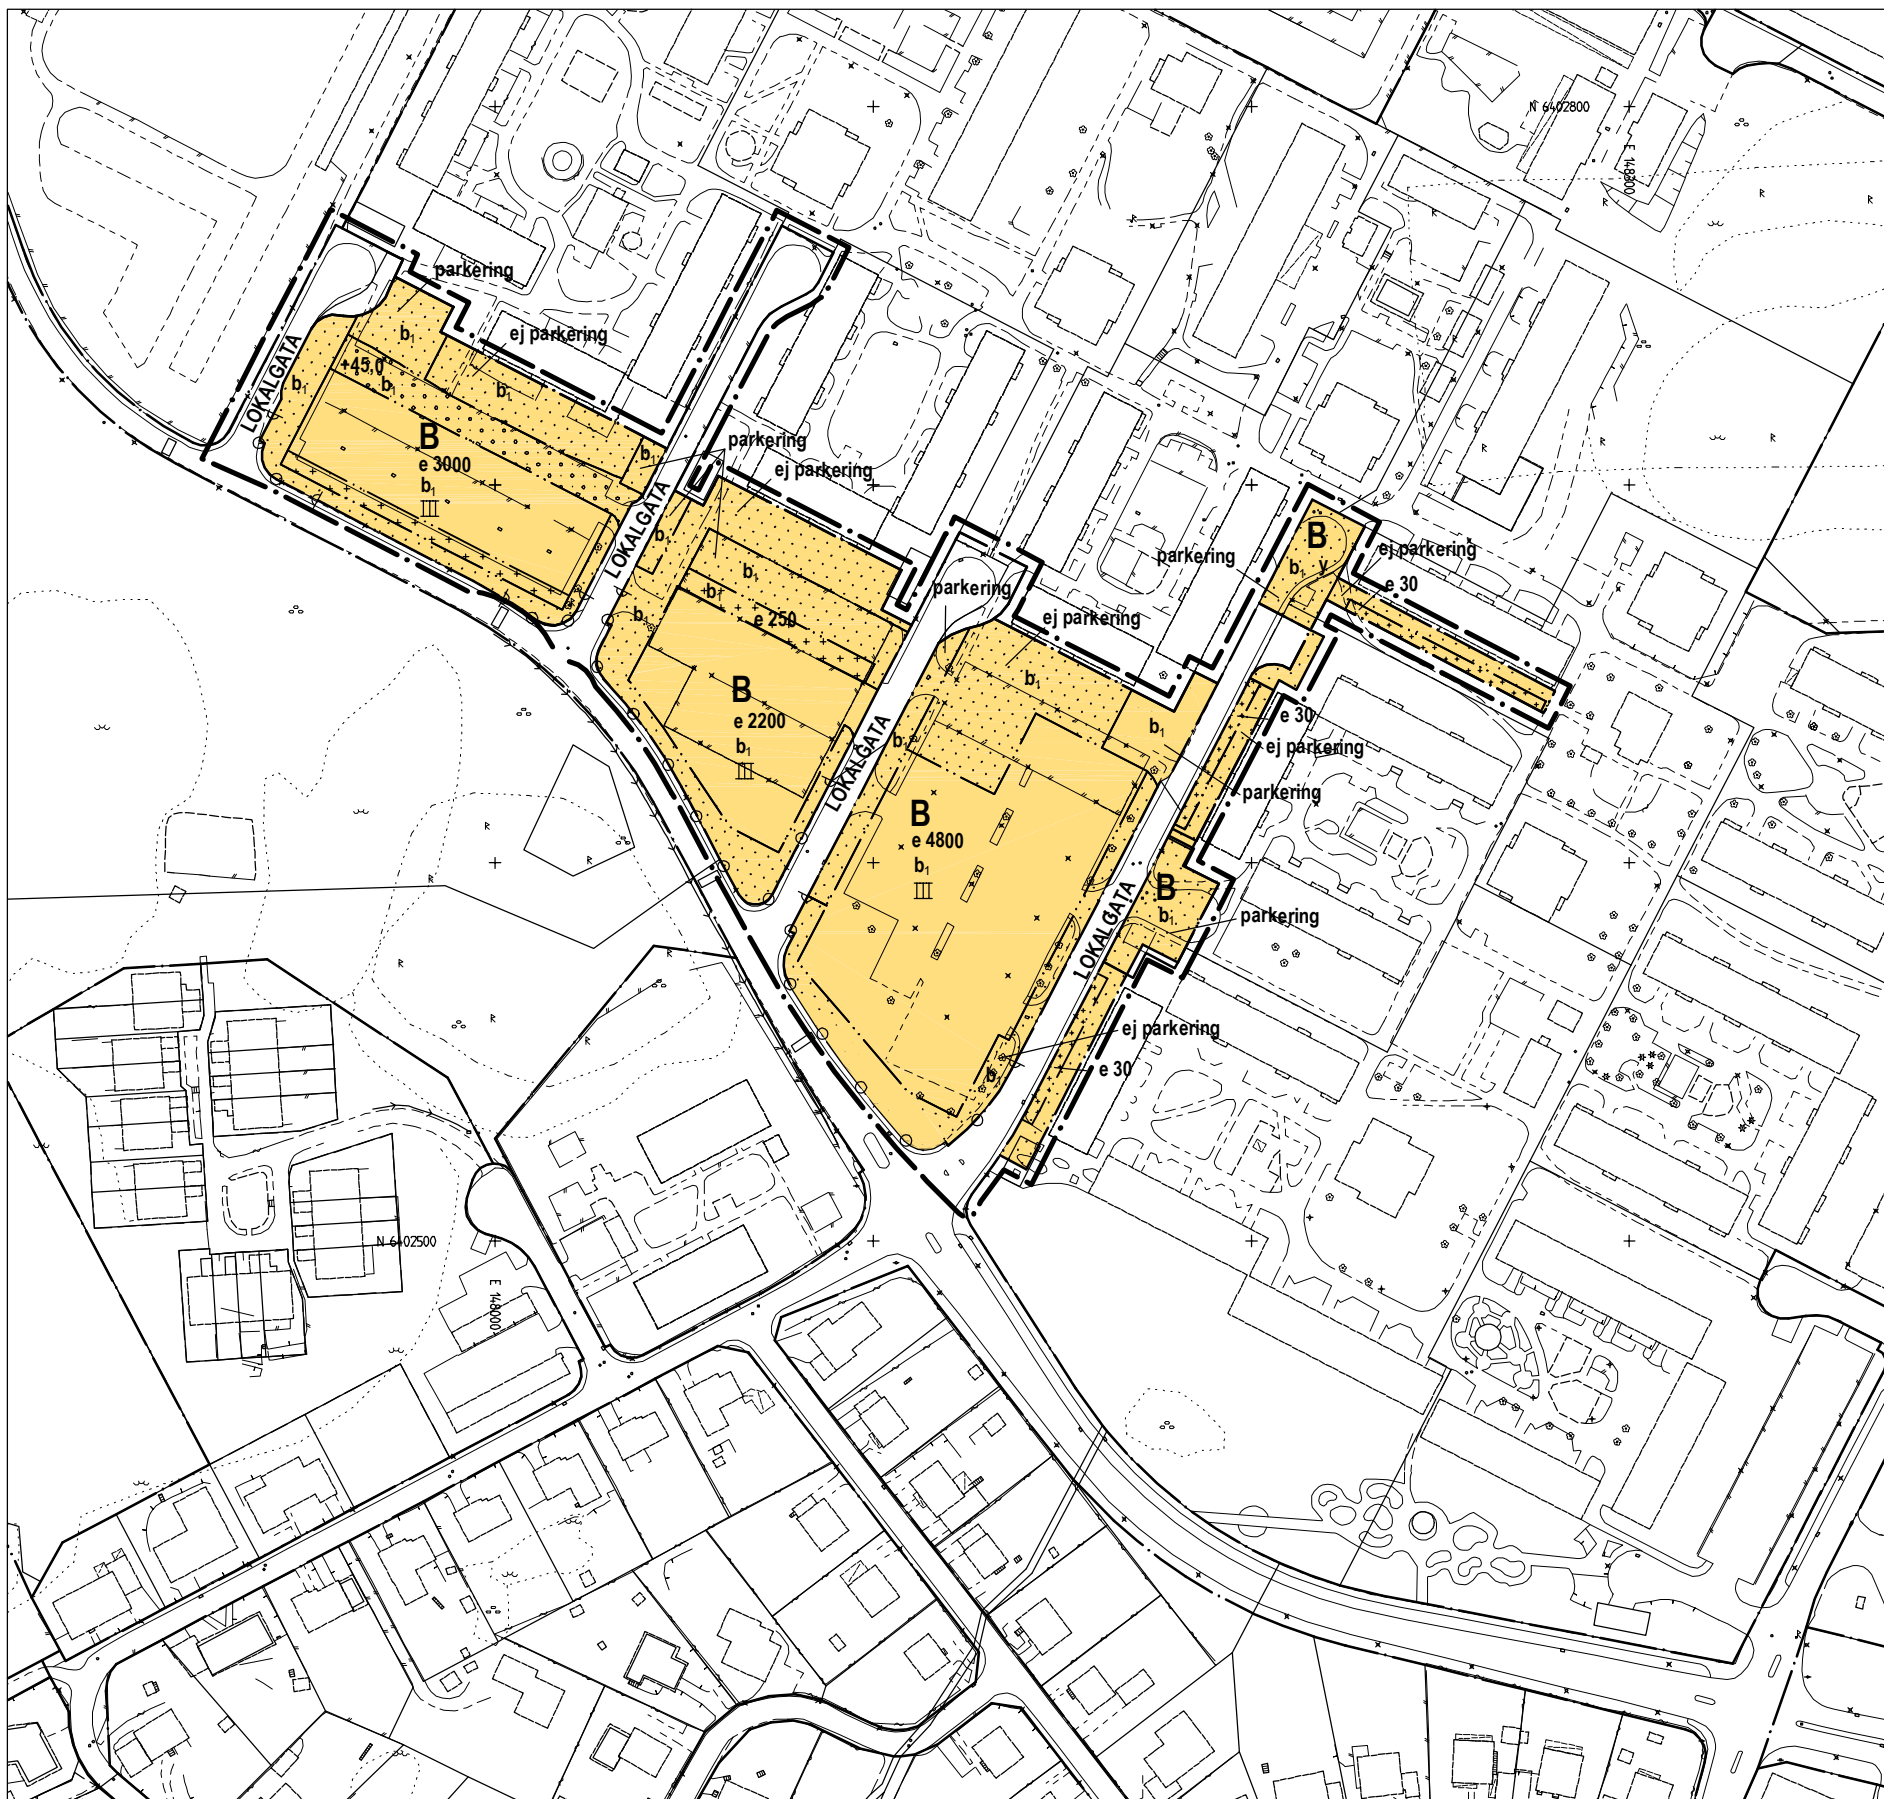 N 6402800
E 148300
parkering
ej parkering
LOKALGATA
b1
+45,0
b1
b1
b1
B
e 3000
b1
III
b1
parkering
ej parkering
LOKALGATA
b1
b1
b1
b1
e 250
B
e 2200
b1
III
parkering
ej parkering
LOKALGATA
b1
b1
b1
B
e 4800
b1
III
b
parkering
B
b1
y
ej parkering
e 30
e 30
ej parkering
parkering
LOKALGATA
B
b1
parkering
ej parkering
e 30
N 6402500
E 148000